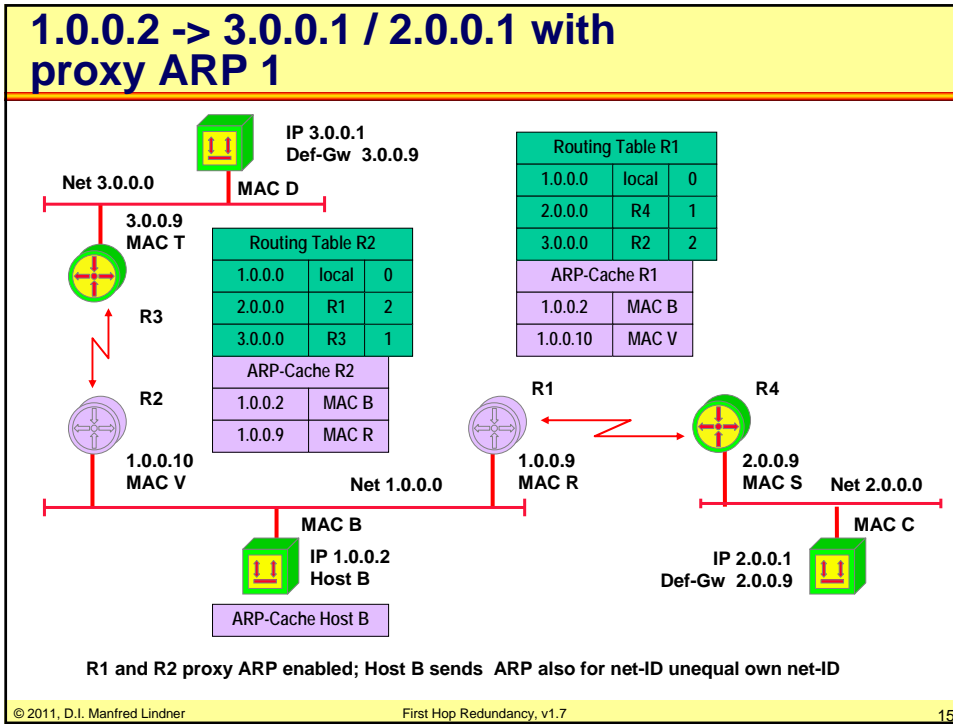 1.0.0.2 -> 3.0.0.1 / 2.0.0.1 with
proxy ARP 1
IP 3.0.0.1
Def-Gw 3.0.0.9
Net 3.0.0.0
MAC D
3.0.0.9
MAC T
R3
Routing Table R2
1.0.0.0 local 0
2.0.0.0 R1 2
3.0.0.0 R3 1
ARP-Cache R2
1.0.0.2 MAC B
1.0.0.9 MAC R
Routing Table R1
1.0.0.0 local 0
2.0.0.0 R4 1
3.0.0.0 R2 2
ARP-Cache R1
1.0.0.2 MAC B
1.0.0.10 MAC V
R2
R1
R4
1.0.0.10
MAC V
Net 1.0.0.0
1.0.0.9
MAC R
2.0.0.9
MAC S
Net 2.0.0.0
MAC B
IP 1.0.0.2
Host B
MAC C
IP 2.0.0.1
Def-Gw 2.0.0.9
ARP-Cache Host B
R1 and R2 proxy ARP enabled; Host B sends ARP also for net-ID unequal own net-ID
© 2011, D.I. Manfred Lindner
First Hop Redundancy, v1.7
15